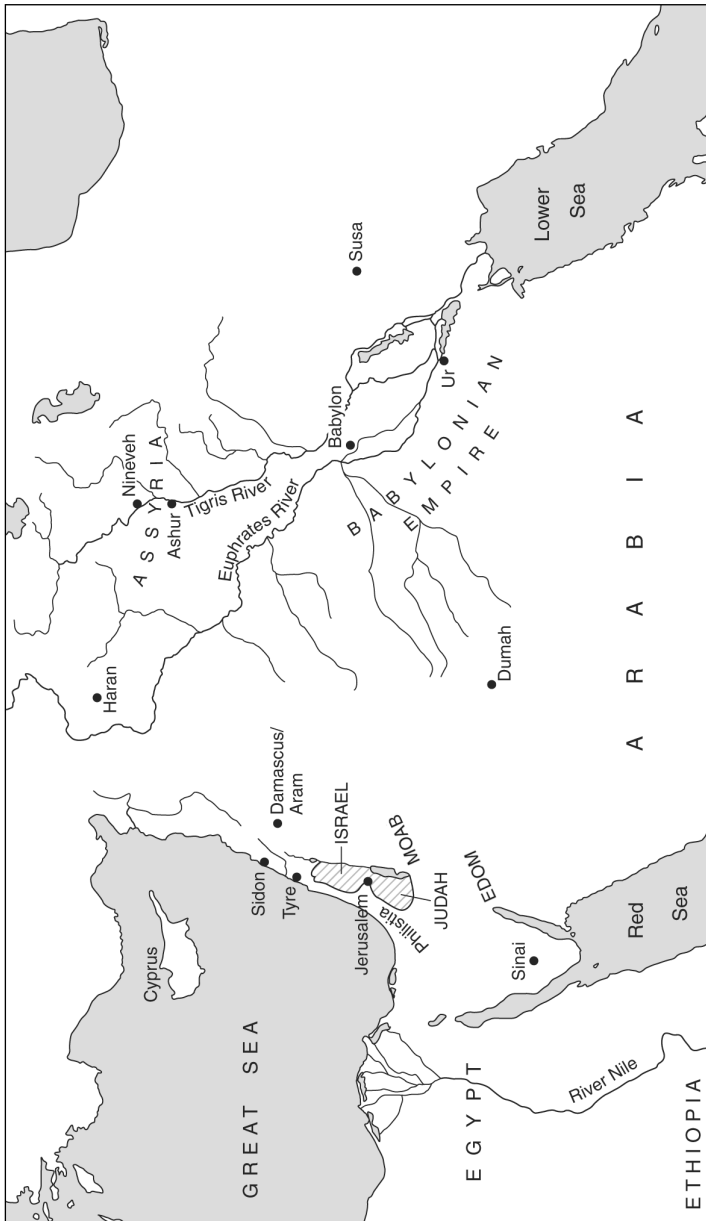 GREAT SEA
Cyprus
Haran
ASSYRIA
Nineveh
Ashur
Tigris River
Euphrates River
Sidon
Tyre
Damascus/
Aram
ISRAEL
Jerusalem
Philistia
JUDAH
MOAB
EDOM
Babylon
Susa
BABYLONIAN
EMPIRE
Ur
Lower
Sea
Dumah
ARABIA
Sinai
Red
Sea
EGYPT
River Nile
ETHIOPIA